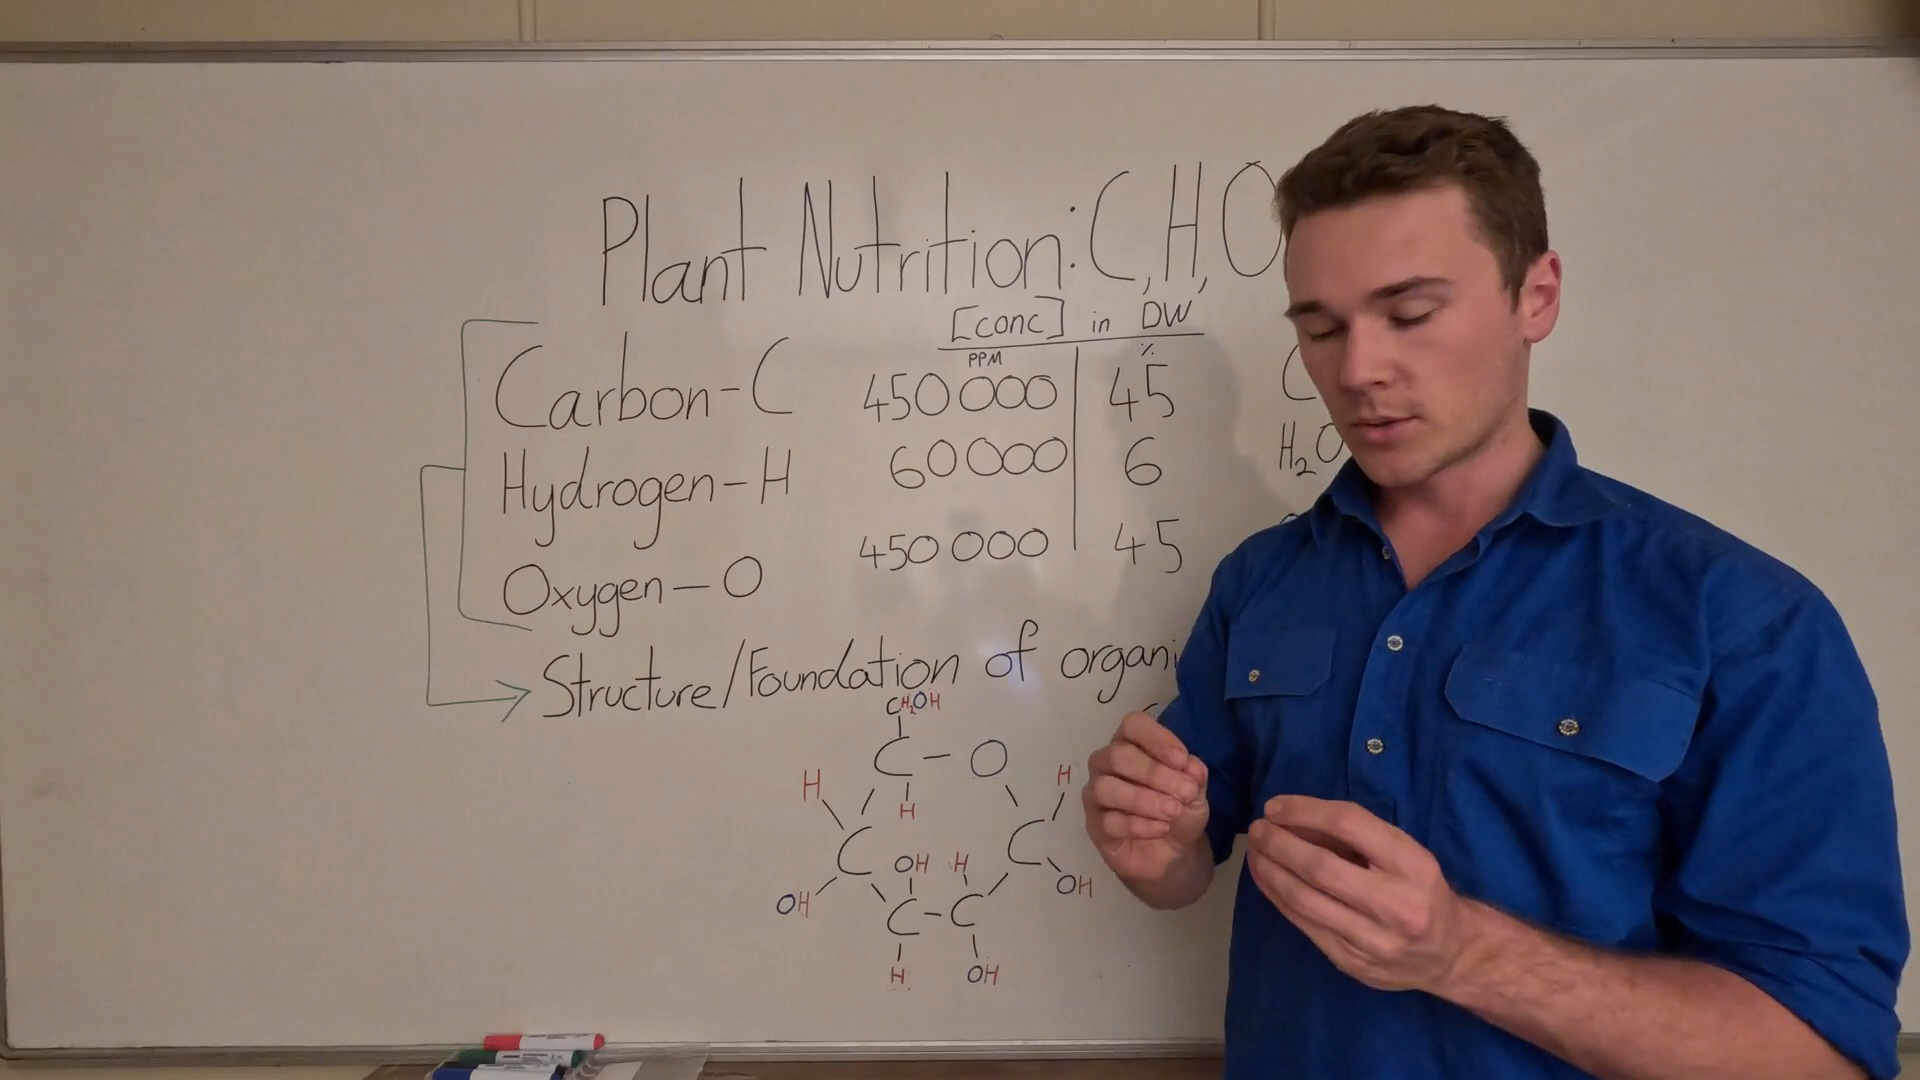 Plant Nutrition: C, H, O
[conc] in DW
PPM %
Carbon-C 450 000 45
Hydrogen-H 60 000 6 H₂O
Oxygen-O 450 000 45
Structure/Foundation of
CH₂OH
C - O
H H H
C OH H C
OH C - C OH
H OH